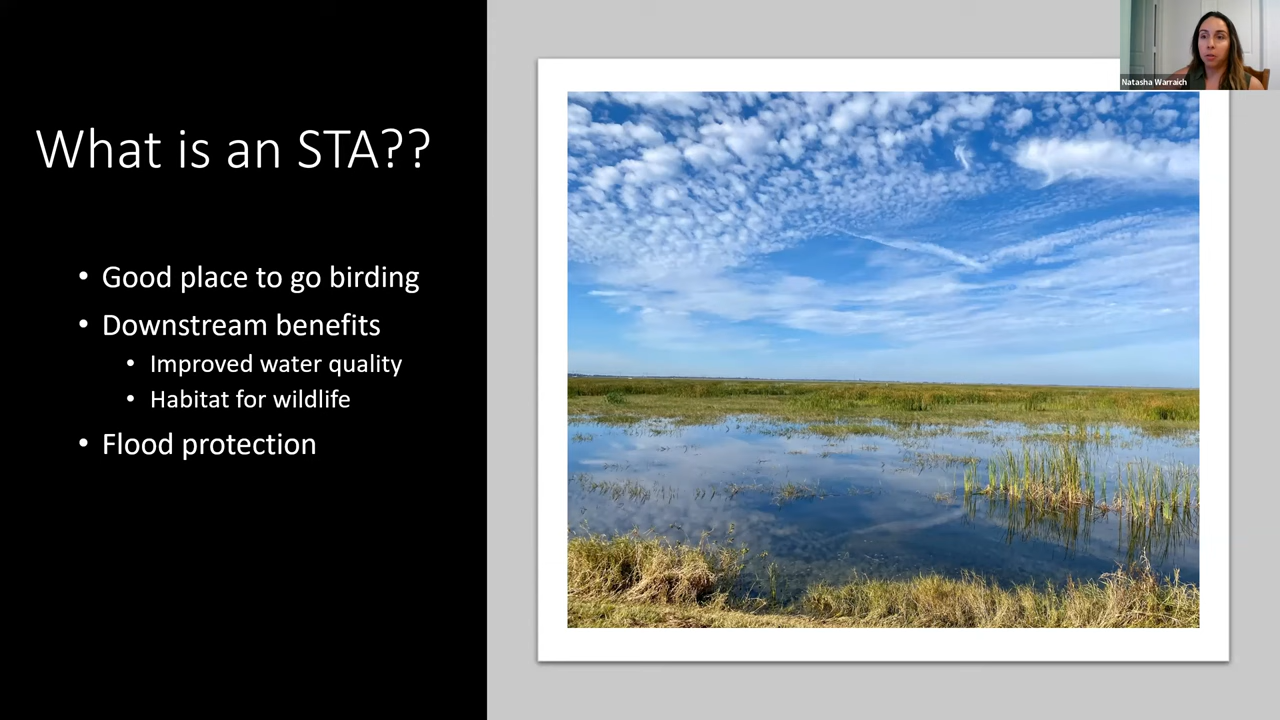 What is an STA??
• Good place to go birding
• Downstream benefits
• Improved water quality
• Habitat for wildlife
• Flood protection
Natasha Warraich